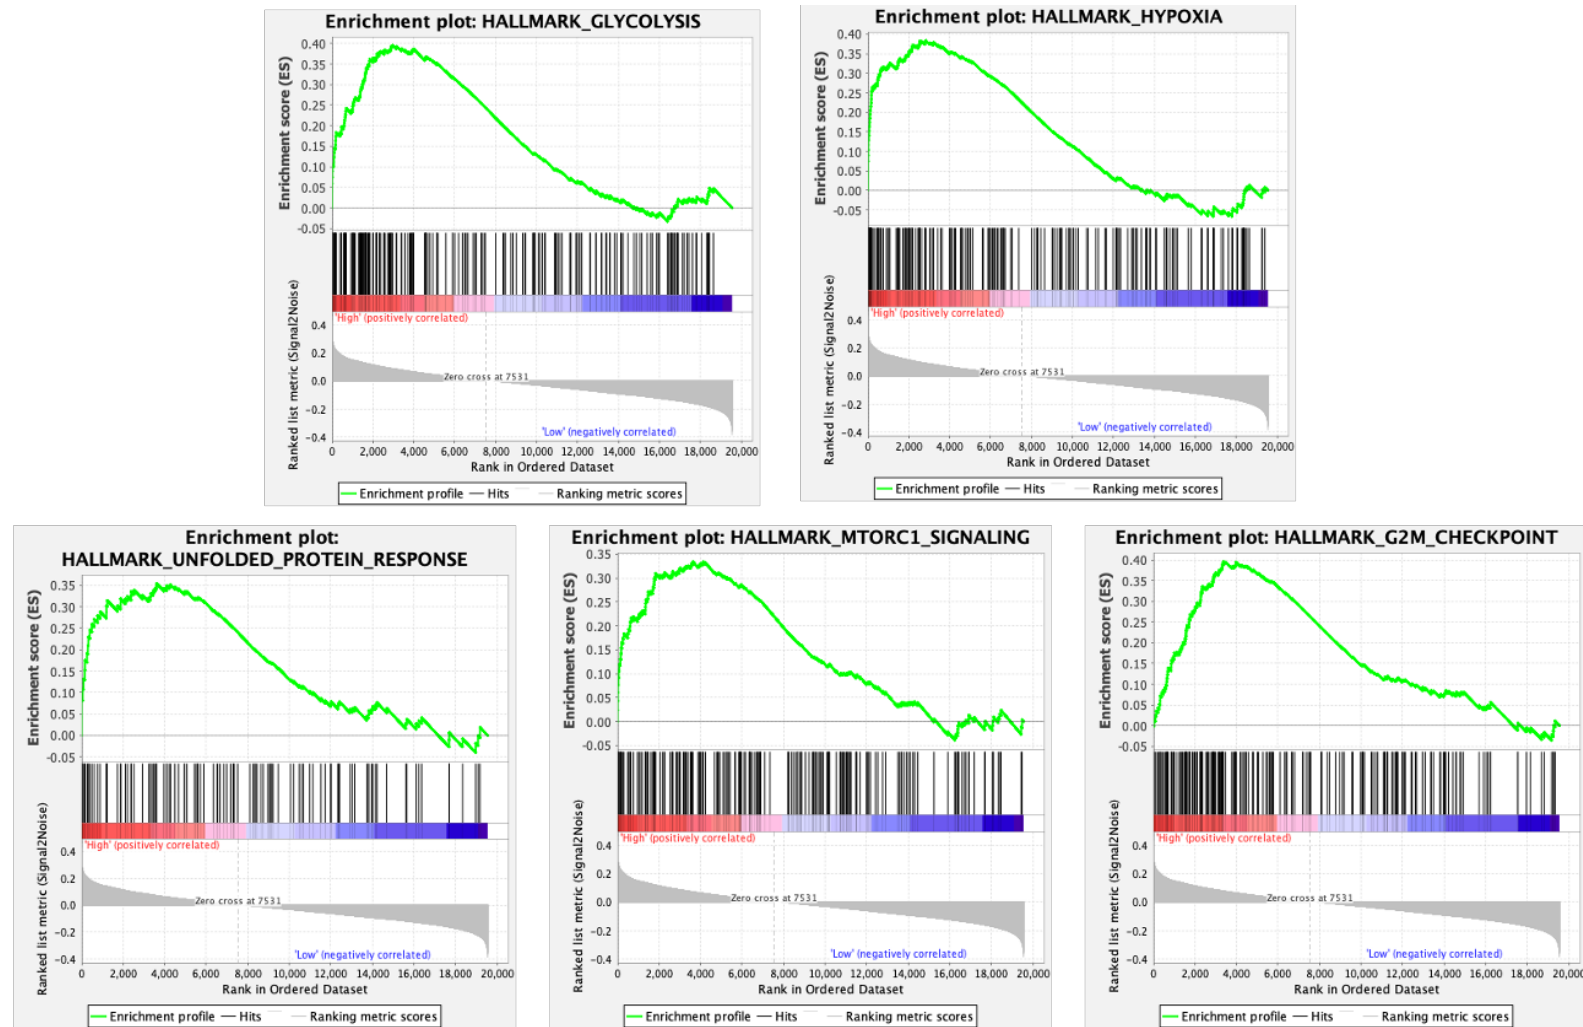 Enrichment plot: HALLMARK_GLYCOLYSIS
Enrichment score (ES)
0.40
0.35
0.30
0.25
0.20
0.15
0.10
0.05
0.00
-0.05
'High' (positively correlated)
Ranked list metric (Signal2Noise)
0.4
0.2
0.0
-0.2
-0.4
Zero cross at 7531
'Low' (negatively correlated)
0 2,000 4,000 6,000 8,000 10,000 12,000 14,000 16,000 18,000 20,000
Rank in Ordered Dataset
Enrichment profile Hits Ranking metric scores
Enrichment plot: HALLMARK_HYPOXIA
Enrichment score (ES)
0.40
0.35
0.30
0.25
0.20
0.15
0.10
0.05
0.00
-0.05
'High' (positively correlated)
Ranked list metric (Signal2Noise)
0.4
0.2
0.0
-0.2
-0.4
Zero cross at 7531
'Low' (negatively correlated)
0 2,000 4,000 6,000 8,000 10,000 12,000 14,000 16,000 18,000 20,000
Rank in Ordered Dataset
Enrichment profile Hits Ranking metric scores
Enrichment plot:
HALLMARK_UNFOLDED_PROTEIN_RESPONSE
Enrichment score (ES)
0.35
0.30
0.25
0.20
0.15
0.10
0.05
0.00
-0.05
'High' (positively correlated)
Ranked list metric (Signal2Noise)
0.4
0.2
0.0
-0.2
-0.4
Zero cross at 7531
'Low' (negatively correlated)
0 2,000 4,000 6,000 8,000 10,000 12,000 14,000 16,000 18,000 20,000
Rank in Ordered Dataset
Enrichment profile Hits Ranking metric scores
Enrichment plot: HALLMARK_MTORC1_SIGNALING
Enrichment score (ES)
0.35
0.30
0.25
0.20
0.15
0.10
0.05
0.00
-0.05
'High' (positively correlated)
Ranked list metric (Signal2Noise)
0.4
0.2
0.0
-0.2
-0.4
Zero cross at 7531
'Low' (negatively correlated)
0 2,000 4,000 6,000 8,000 10,000 12,000 14,000 16,000 18,000 20,000
Rank in Ordered Dataset
Enrichment profile Hits Ranking metric scores
Enrichment plot: HALLMARK_G2M_CHECKPOINT
Enrichment score (ES)
0.40
0.35
0.30
0.25
0.20
0.15
0.10
0.05
0.00
-0.05
'High' (positively correlated)
Ranked list metric (Signal2Noise)
0.4
0.2
0.0
-0.2
-0.4
Zero cross at 7531
'Low' (negatively correlated)
0 2,000 4,000 6,000 8,000 10,000 12,000 14,000 16,000 18,000 20,000
Rank in Ordered Dataset
Enrichment profile Hits Ranking metric scores